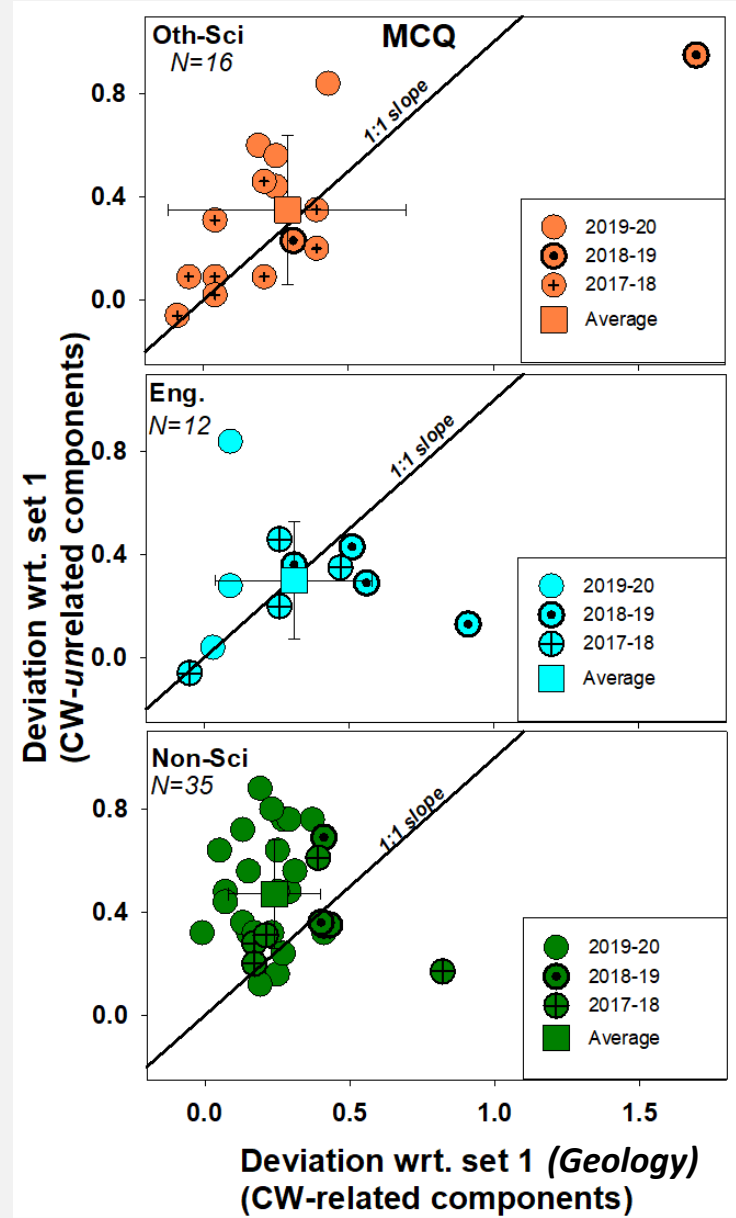 Oth-Sci
N=16
MCQ
1:1 slope
0.8
0.4
0.0
2019-20
2018-19
2017-18
Average
Eng.
N=12
1:1 slope
0.8
0.4
0.0
2019-20
2018-19
2017-18
Average
Non-Sci
N=35
1:1 slope
0.8
0.4
0.0
2019-20
2018-19
2017-18
Average
0.0 0.5 1.0 1.5
Deviation wrt. set 1
(CW-unrelated components)
Deviation wrt. set 1 (Geology)
(CW-related components)